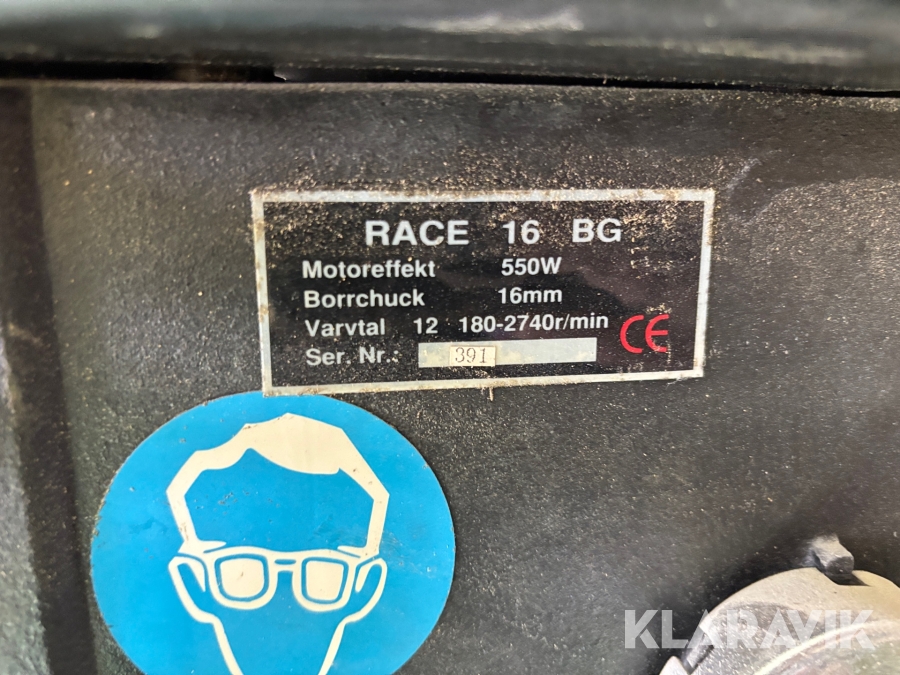 RACE 16 BG
Motoreffekt 550W
Borrchuck 16mm
Varvtal 12 180-2740r/min
CE
Ser. Nr.: 391
KLARAVIK